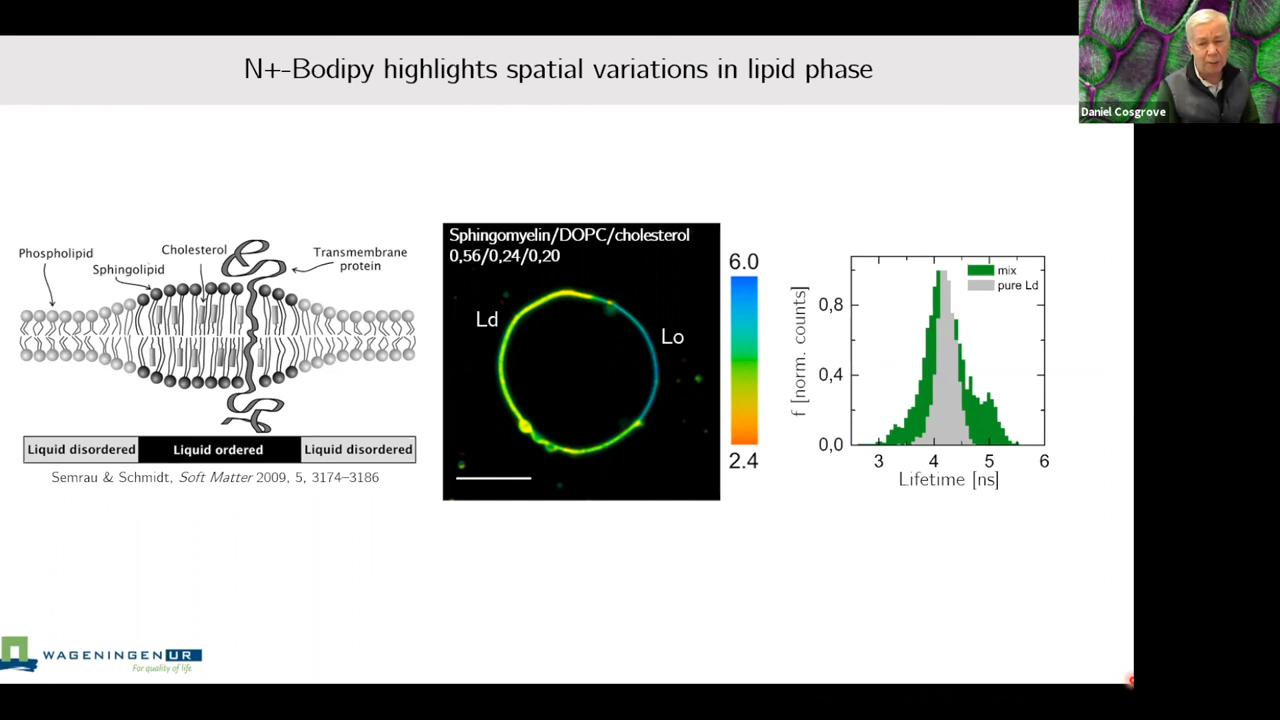 N+-Bodipy highlights spatial variations in lipid phase
Daniel Cosgrove
Phospholipid
Sphingolipid
Cholesterol
Transmembrane
protein
Liquid disordered
Liquid ordered
Liquid disordered
Semrau & Schmidt, Soft Matter 2009, 5, 3174–3186
Sphingomyelin/DOPC/cholesterol
0,56/0,24/0,20
Ld
Lo
6.0
2.4
mix
pure Ld
f [norm. counts]
0,8
0,4
0,0
3 4 5 6
Lifetime [ns]
WAGENINGEN UR
For quality of life